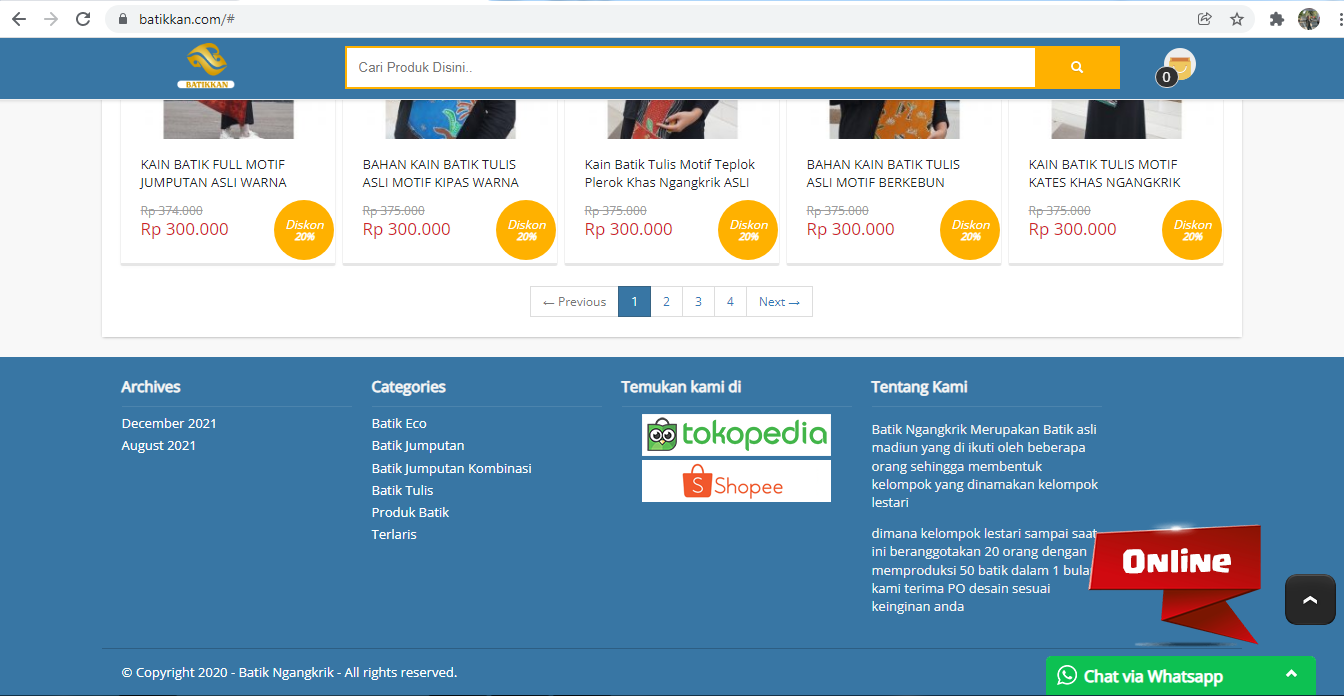 batikkan.com/#
BATIKKAN
Cari Produk Disini..
0
KAIN BATIK FULL MOTIF
JUMPUTAN ASLI WARNA
Rp 374.000
Rp 300.000
Diskon
20%
BAHAN KAIN BATIK TULIS
ASLI MOTIF KIPAS WARNA
Rp 375.000
Rp 300.000
Diskon
20%
Kain Batik Tulis Motif Teplok
Plerok Khas Ngangkrik ASLI
Rp 375.000
Rp 300.000
Diskon
20%
BAHAN KAIN BATIK TULIS
ASLI MOTIF BERKEBUN
Rp 375.000
Rp 300.000
Diskon
20%
KAIN BATIK TULIS MOTIF
KATES KHAS NGANGKRIK
Rp 375.000
Rp 300.000
Diskon
20%
← Previous 1 2 3 4 Next →
Archives
December 2021
August 2021
Categories
Batik Eco
Batik Jumputan
Batik Jumputan Kombinasi
Batik Tulis
Produk Batik
Terlaris
Temukan kami di
tokopedia
Shopee
Tentang Kami
Batik Ngangkrik Merupakan Batik asli
madiun yang di ikuti oleh beberapa
orang sehingga membentuk
kelompok yang dinamakan kelompok
lestari
dimana kelompok lestari sampai saat
ini beranggotakan 20 orang dengan
memproduksi 50 batik dalam 1 bula
kami terima PO desain sesuai
keinginan anda
Online
© Copyright 2020 - Batik Ngangkrik - All rights reserved.
Chat via Whatsapp